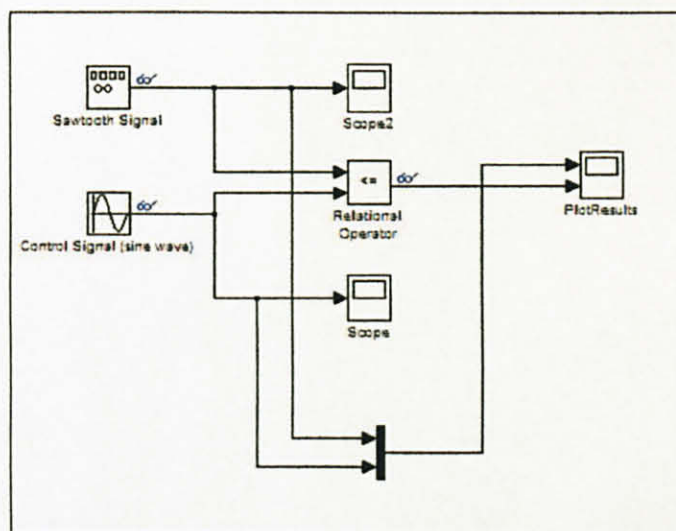 Sawtooth Signal
Scope2
<=
Relational
Operator
PlotResults
Control Signal (sine wave)
Scope